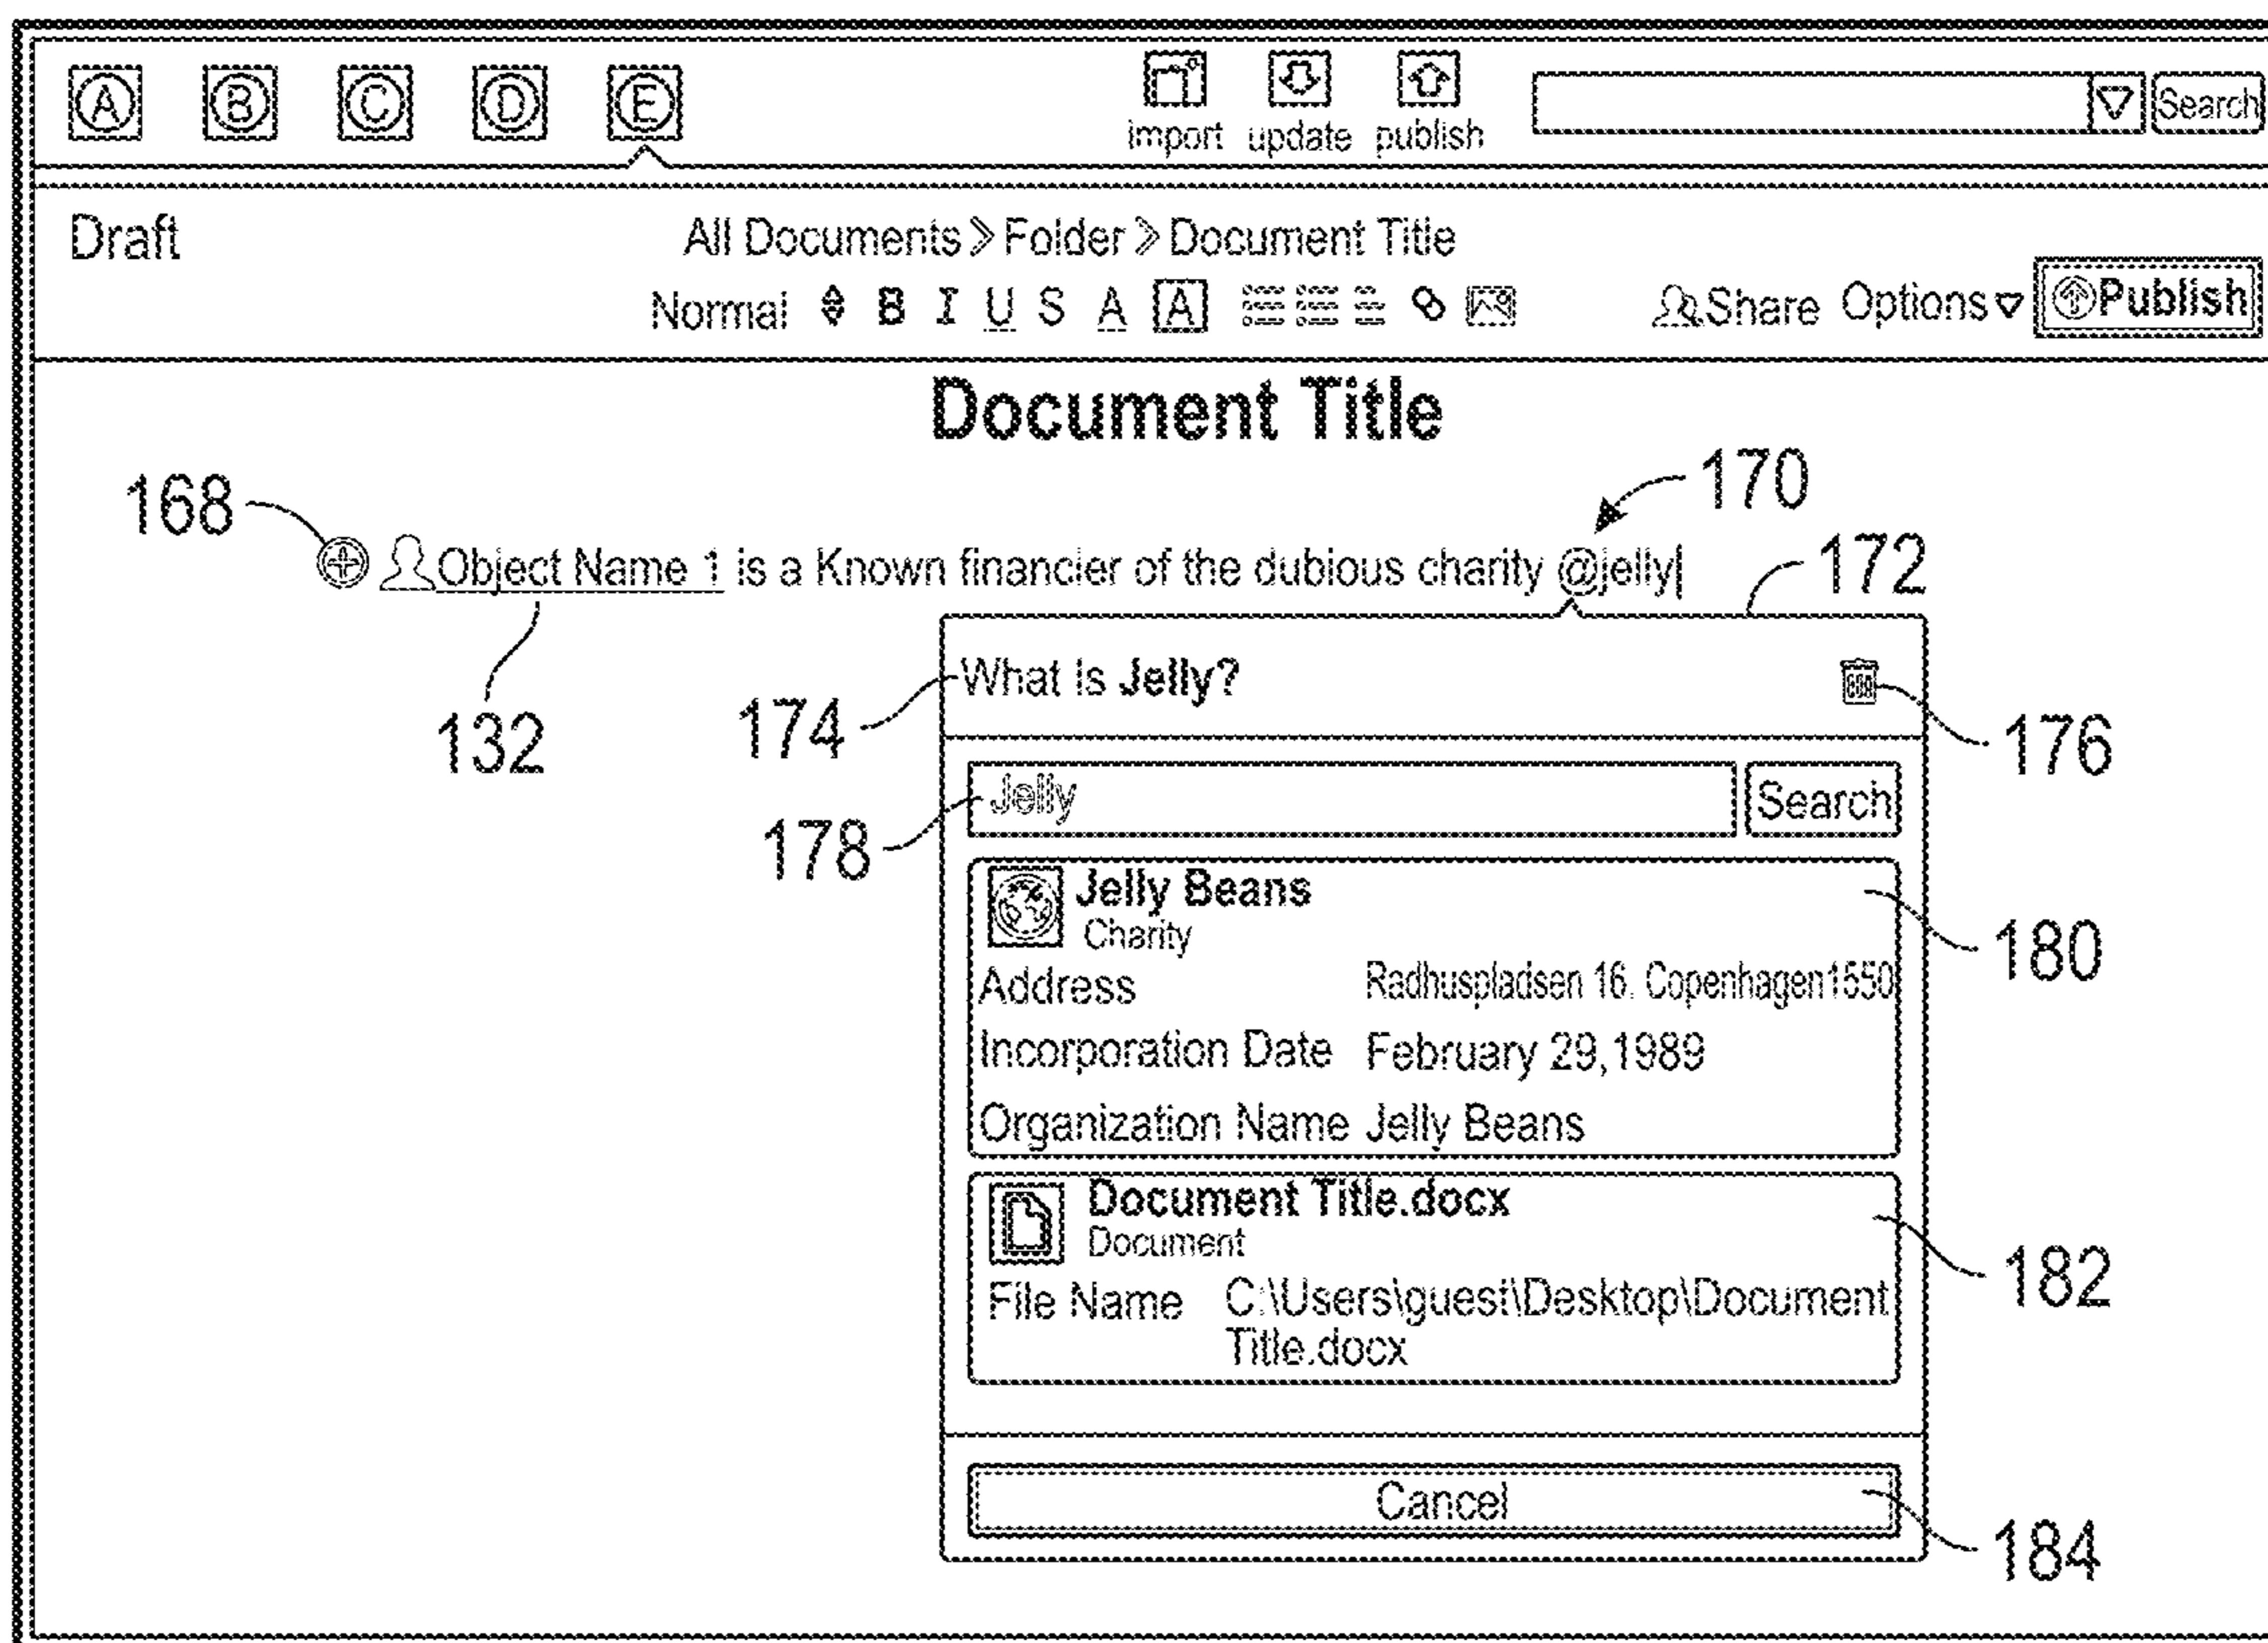 A B C D E
import update publish Search
Draft
All Documents > Folder > Document Title
Normal B I U S A A Share Options Publish
Document Title
170
168
Object Name 1 is a Known financier of the dubious charity @jelly
172
132
What is Jelly?
174
176
Jelly Search
178
Jelly Beans
Charity
180
Address Radhuspladsen 16, Copenhagen1550
Incorporation Date February 29,1989
Organization Name Jelly Beans
Document Title.docx
Document
182
File Name C:\Users\guest\Desktop\Document
Title.docx
Cancel
184